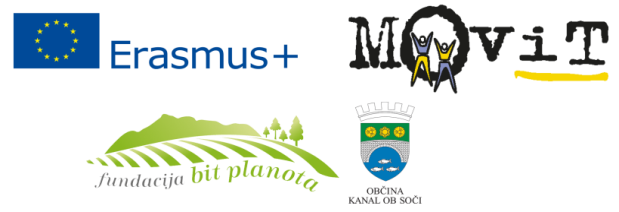 Erasmus+
MOViT
fundacija bit planota
OBČINA
KANAL OB SOČI